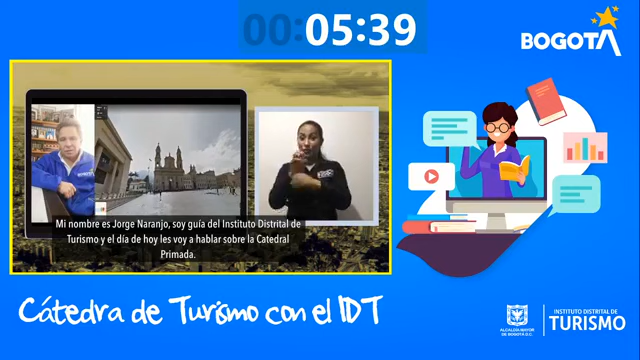 00:05:39
BOGOTÁ
Mi nombre es Jorge Naranjo, soy guía del Instituto Distrital de
Turismo y el día de hoy les voy a hablar sobre la Catedral
Primada.
Cátedra de Turismo con el IDT
ALCALDÍA MAYOR
DE BOGOTÁ D.C.
INSTITUTO DISTRITAL DE
TURISMO